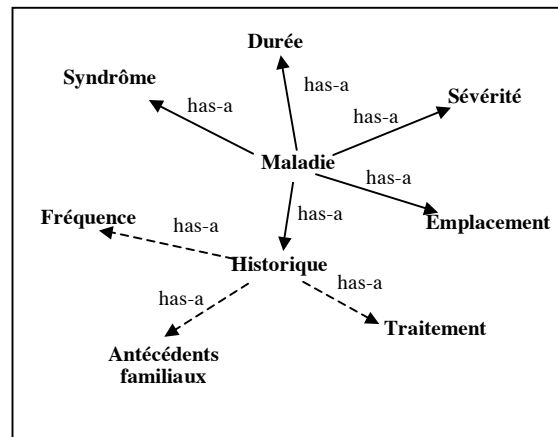 Durée
Syndrôme
has-a
has-a
Sévérité
has-a
Maladie
has-a
Emplacement
Fréquence
has-a
has-a
Historique
has-a
has-a
Traitement
Antécédents
familiaux